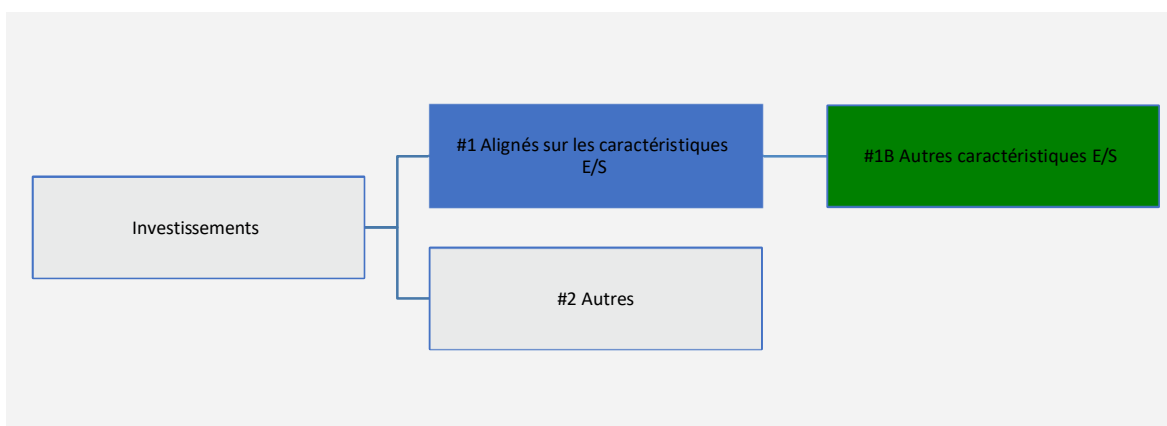 #1 Alignés sur les caractéristiques
E/S
#1B Autres caractéristiques E/S
Investissements
#2 Autres